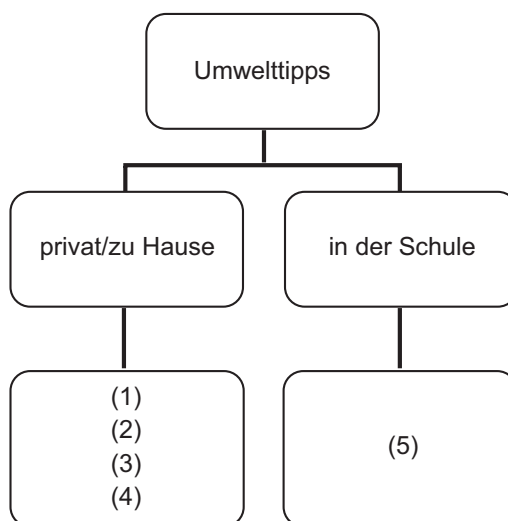 Umwelttipps
privat/zu Hause
in der Schule
(1)
(2)
(3)
(4)
(5)